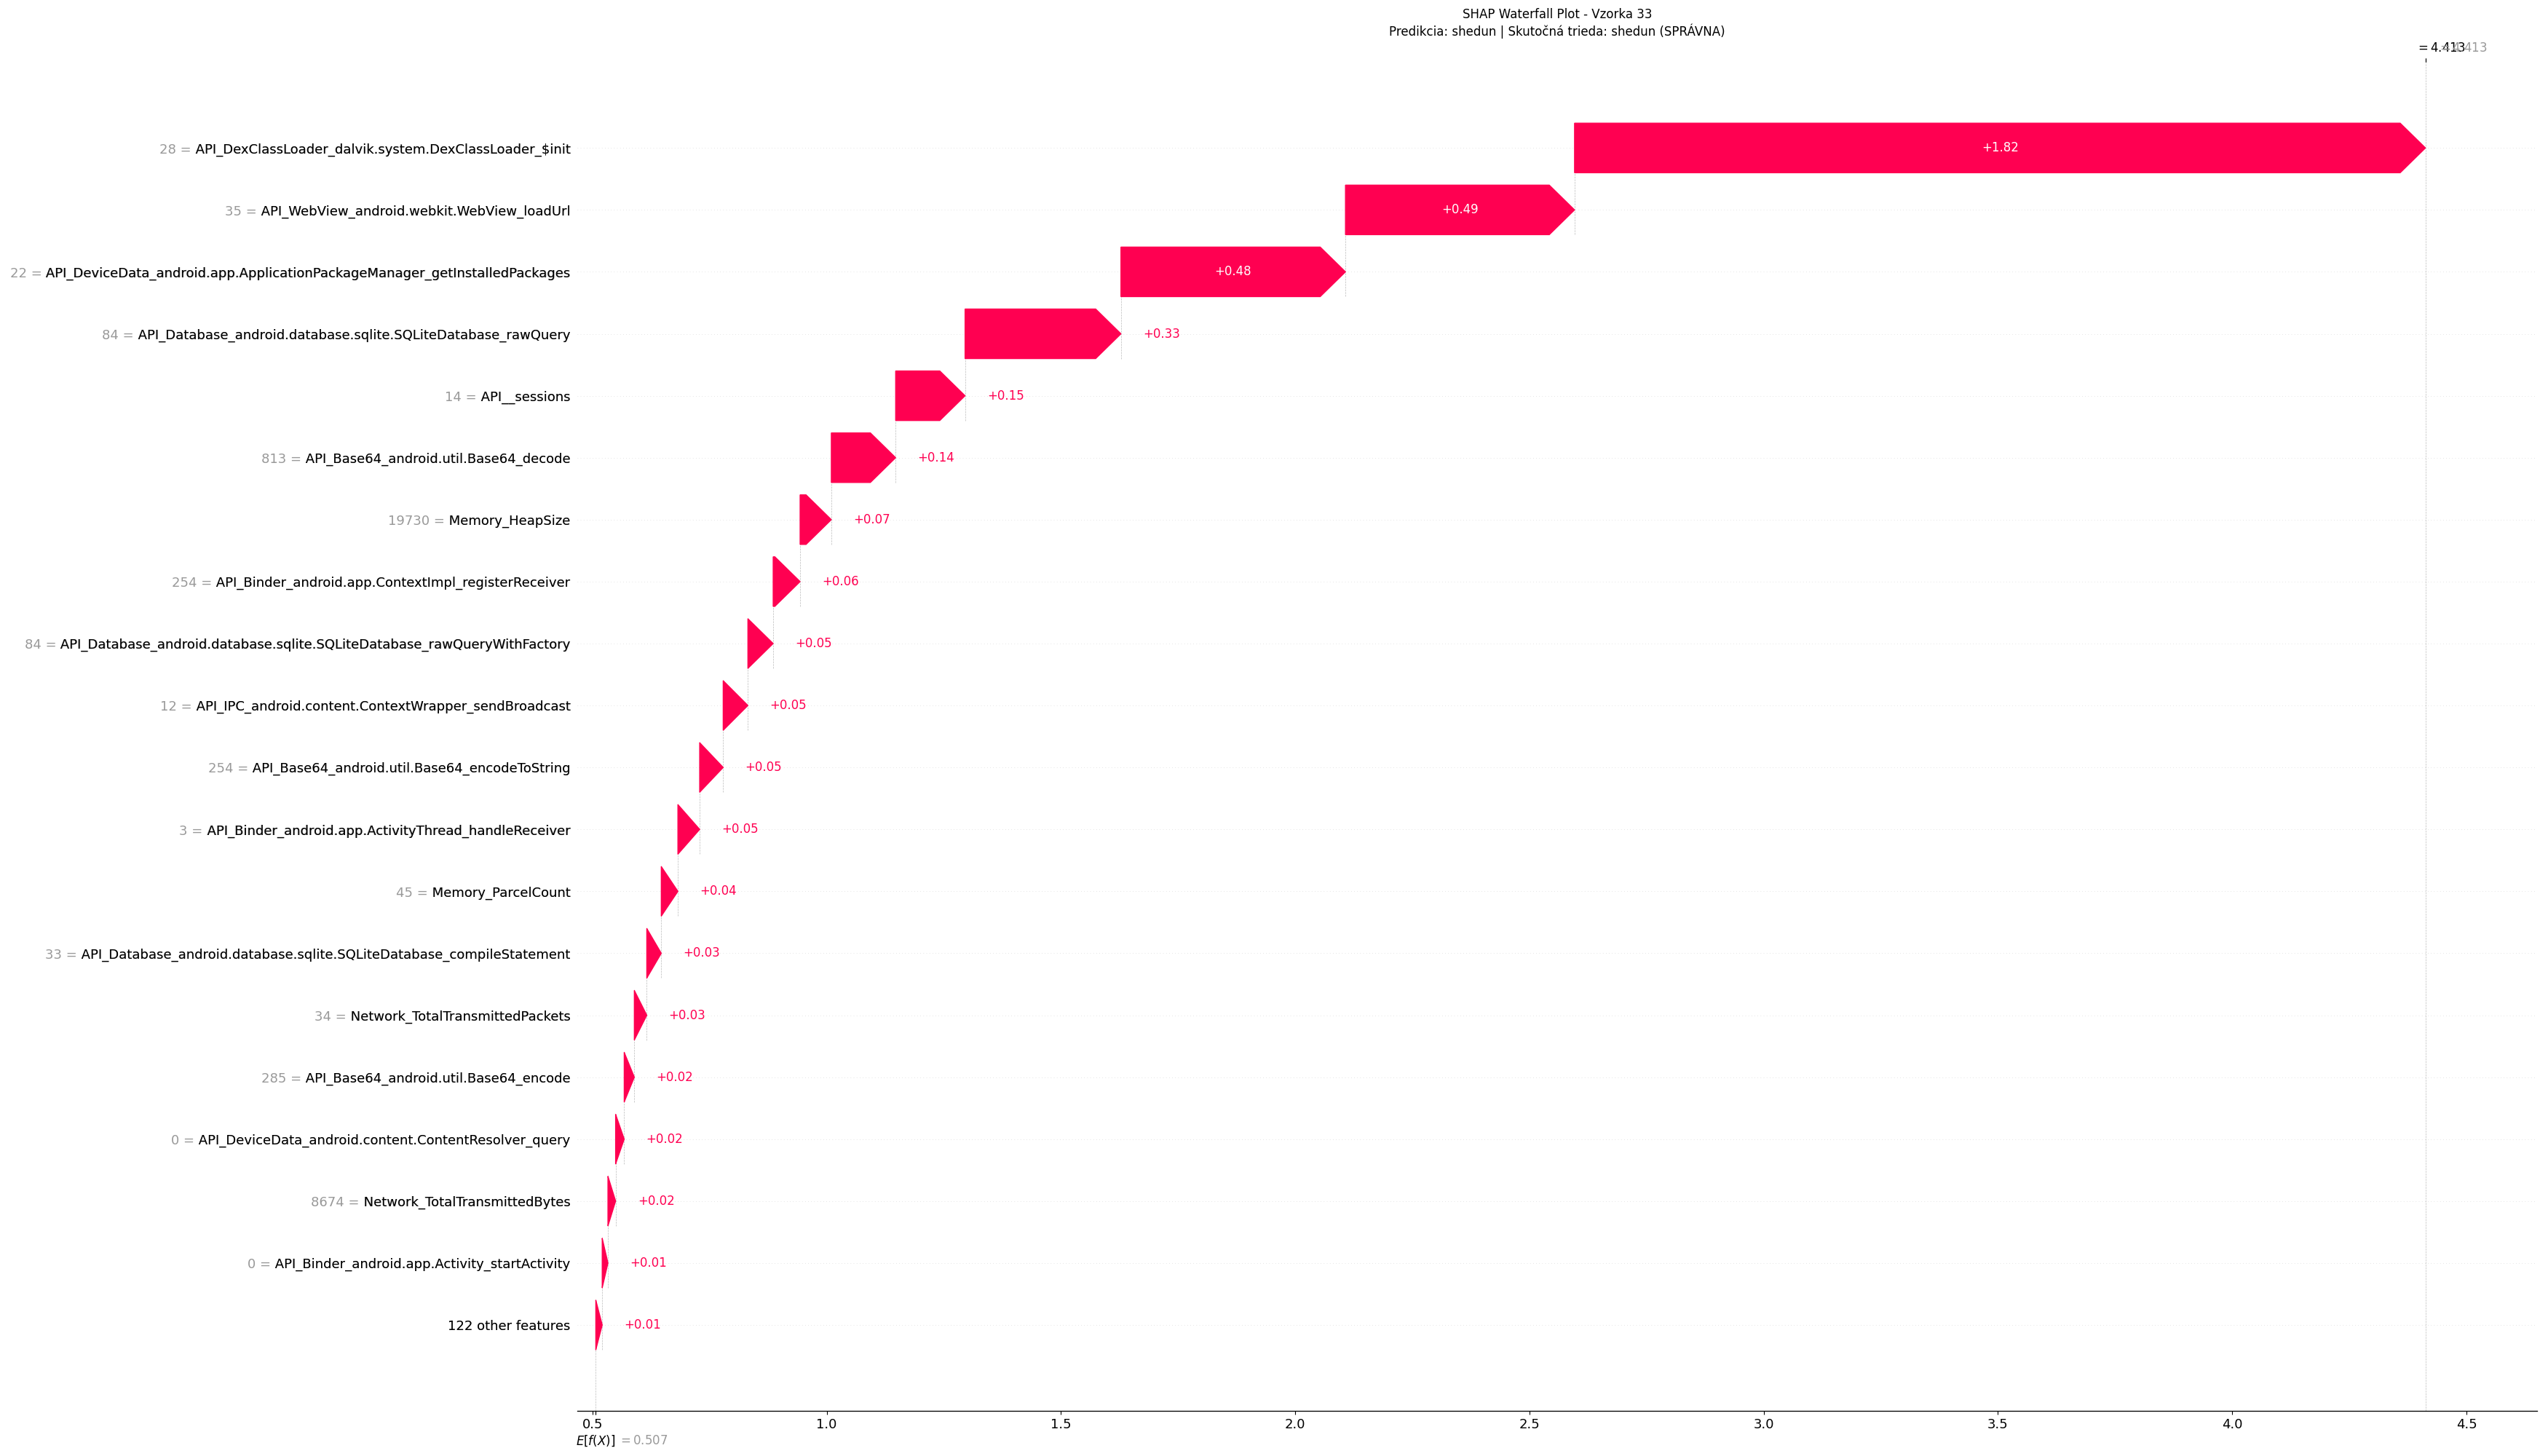 SHAP Waterfall Plot - Vzorka 33
Predikcia: shedun | Skutočná trieda: shedun (SPRÁVNA)
= 4.413
28 = API_DexClassLoader_dalvik.system.DexClassLoader_$init +1.82
35 = API_WebView_android.webkit.WebView_loadUrl +0.49
22 = API_DeviceData_android.app.ApplicationPackageManager_getInstalledPackages +0.48
84 = API_Database_android.database.sqlite.SQLiteDatabase_rawQuery +0.33
14 = API__sessions +0.15
813 = API_Base64_android.util.Base64_decode +0.14
19730 = Memory_HeapSize +0.07
254 = API_Binder_android.app.ContextImpl_registerReceiver +0.06
84 = API_Database_android.database.sqlite.SQLiteDatabase_rawQueryWithFactory +0.05
12 = API_IPC_android.content.ContextWrapper_sendBroadcast +0.05
254 = API_Base64_android.util.Base64_encodeToString +0.05
3 = API_Binder_android.app.ActivityThread_handleReceiver +0.05
45 = Memory_ParcelCount +0.04
33 = API_Database_android.database.sqlite.SQLiteDatabase_compileStatement +0.03
34 = Network_TotalTransmittedPackets +0.03
285 = API_Base64_android.util.Base64_encode +0.02
0 = API_DeviceData_android.content.ContentResolver_query +0.02
8674 = Network_TotalTransmittedBytes +0.02
0 = API_Binder_android.app.Activity_startActivity +0.01
122 other features +0.01
0.5 1.0 1.5 2.0 2.5 3.0 3.5 4.0 4.5
E[f(X)] = 0.507